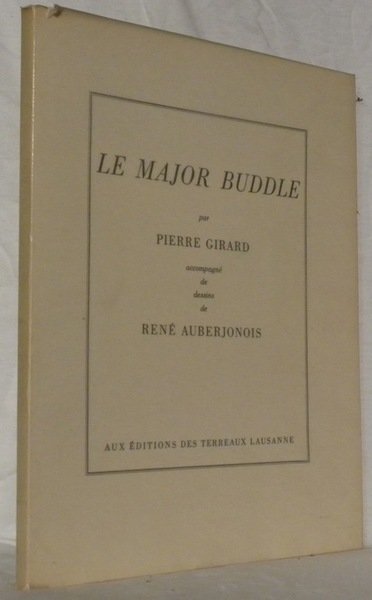 LE MAJOR BUDDLE
par
PIERRE GIRARD
accompagné
de
dessins
de
RENÉ AUBERJONOIS
AUX ÉDITIONS DES TERREAUX LAUSANNE